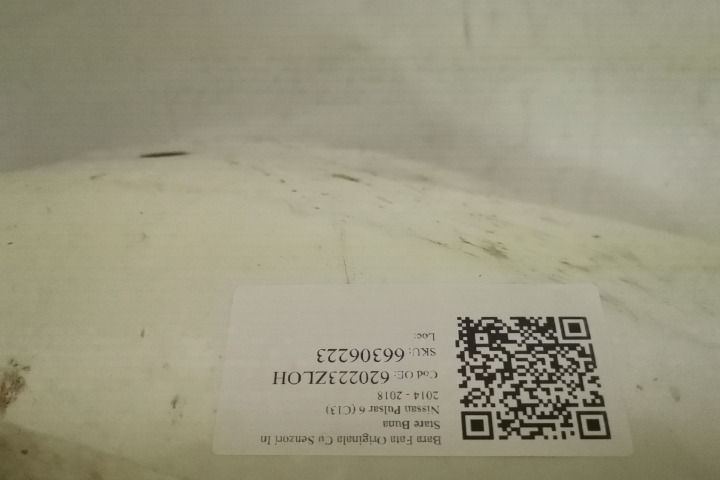 Bara Fata Originala Cu Senzori In
Stare Buna
Nissan Pulsar 6 (C13)
2014 - 2018
Cod OE: 620223ZL0H
SKU: 66306223
Loc: